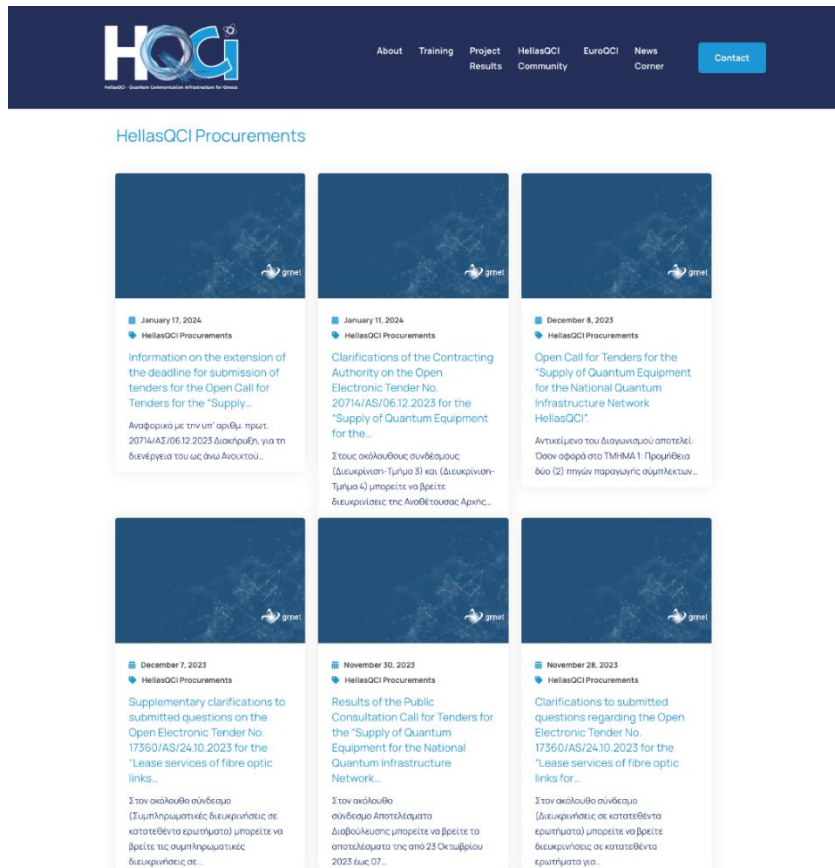 HQCi
HellasQCI - Quantum Communication Infrastructure for Greece
About
Training
Project
Results
HellasQCI
Community
EuroQCI
News
Corner
Contact
HellasQCI Procurements
grnet
January 17, 2024
HellasQCI Procurements
Information on the extension of
the deadline for submission of
tenders for the Open Call for
Tenders for the “Supply...
Αναφορικά με την υπ’ αριθμ. πρωτ.
20714/ΑΣ/06.12.2023 Διακήρυξη, για τη
διενέργεια του ως άνω Ανοιχτού...
grnet
January 11, 2024
HellasQCI Procurements
Clarifications of the Contracting
Authority on the Open
Electronic Tender No.
20714/AS/06.12.2023 for the
“Supply of Quantum Equipment
for the...
Στους ακόλουθους συνδέσμους
(Διευκρίνιση-Τμήμα 3) και (Διευκρίνιση-
Τμήμα 4) μπορείτε να βρείτε
διευκρινίσεις της Αναθέτουσας Αρχής...
grnet
December 8, 2023
HellasQCI Procurements
Open Call for Tenders for the
“Supply of Quantum Equipment
for the National Quantum
Infrastructure Network
HellasQCI”.
Αντικείμενο του Διαγωνισμού αποτελεί:
Όσον αφορά στο ΤΜΗΜΑ 1: Προμήθεια
δύο (2) πηγών παραγωγής σύμπλεκτων...
grnet
December 7, 2023
HellasQCI Procurements
Supplementary clarifications to
submitted questions on the
Open Electronic Tender No.
17360/AS/24.10.2023 for the
“Lease services of fibre optic
links...
Στον ακόλουθο σύνδεσμο
(Συμπληρωματικές διευκρινήσεις σε
κατατεθέντα ερωτήματα) μπορείτε να
βρείτε τις συμπληρωματικές
διευκρινήσεις σε...
grnet
November 30, 2023
HellasQCI Procurements
Results of the Public
Consultation Call for Tenders for
the “Supply of Quantum
Equipment for the National
Quantum Infrastructure
Network...
Στον ακόλουθο
σύνδεσμο Αποτελέσματα
Διαβούλευσης μπορείτε να βρείτε τα
αποτελέσματα της από 23 Οκτωβρίου
2023 έως 07...
grnet
November 28, 2023
HellasQCI Procurements
Clarifications to submitted
questions regarding the Open
Electronic Tender No.
17360/AS/24.10.2023 for the
“Lease services of fibre optic
links for...
Στον ακόλουθο σύνδεσμο
(Διευκρινήσεις σε κατατεθέντα
ερωτήματα) μπορείτε να βρείτε
διευκρινήσεις σε κατατεθέντα
ερωτήματα για...